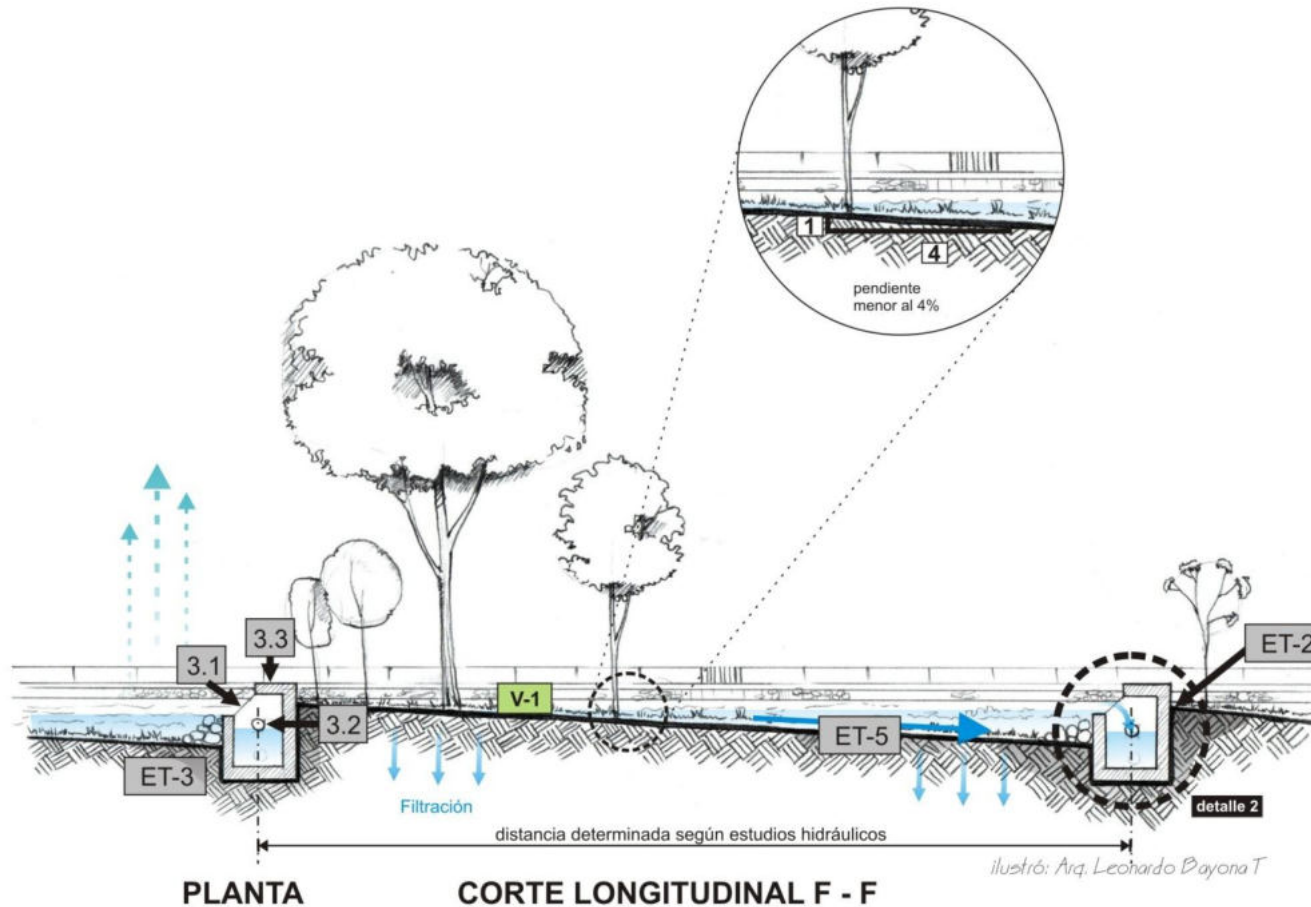 1
4
pendiente
menor al 4%
3.3
3.1
ET-2
V-1
3.2
ET-5
ET-3
Filtración
detalle 2
distancia determinada según estudios hidráulicos
ilustró: Arq. Leonardo Bayona T
PLANTA
CORTE LONGITUDINAL F - F